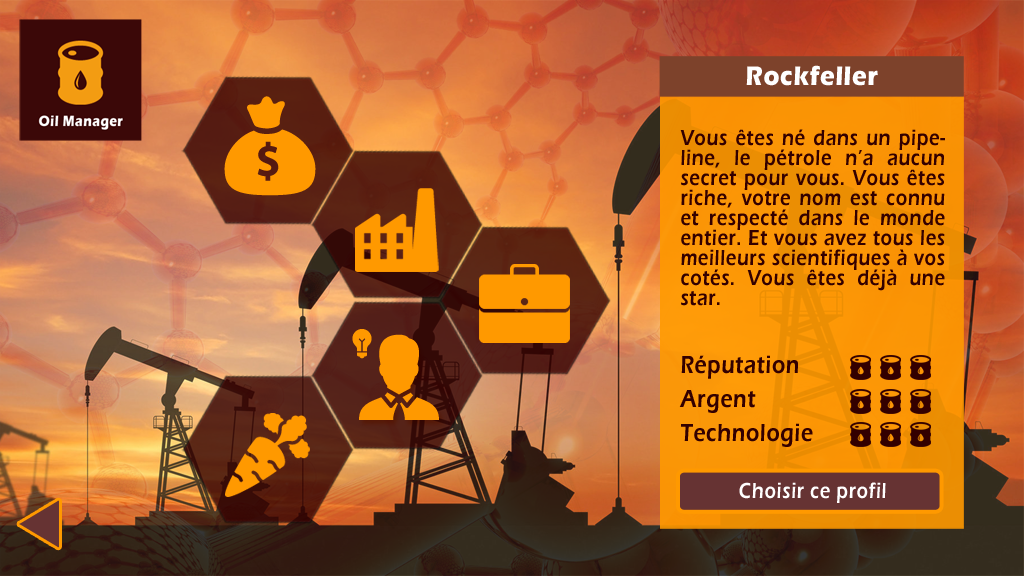 Oil Manager
$
Rockfeller
Vous êtes né dans un pipe-
line, le pétrole n'a aucun
secret pour vous. Vous êtes
riche, votre nom est connu
et respecté dans le monde
entier. Et vous avez tous les
meilleurs scientifiques à vos
cotés. Vous êtes déjà une
star.
Réputation
Argent
Technologie
Choisir ce profil